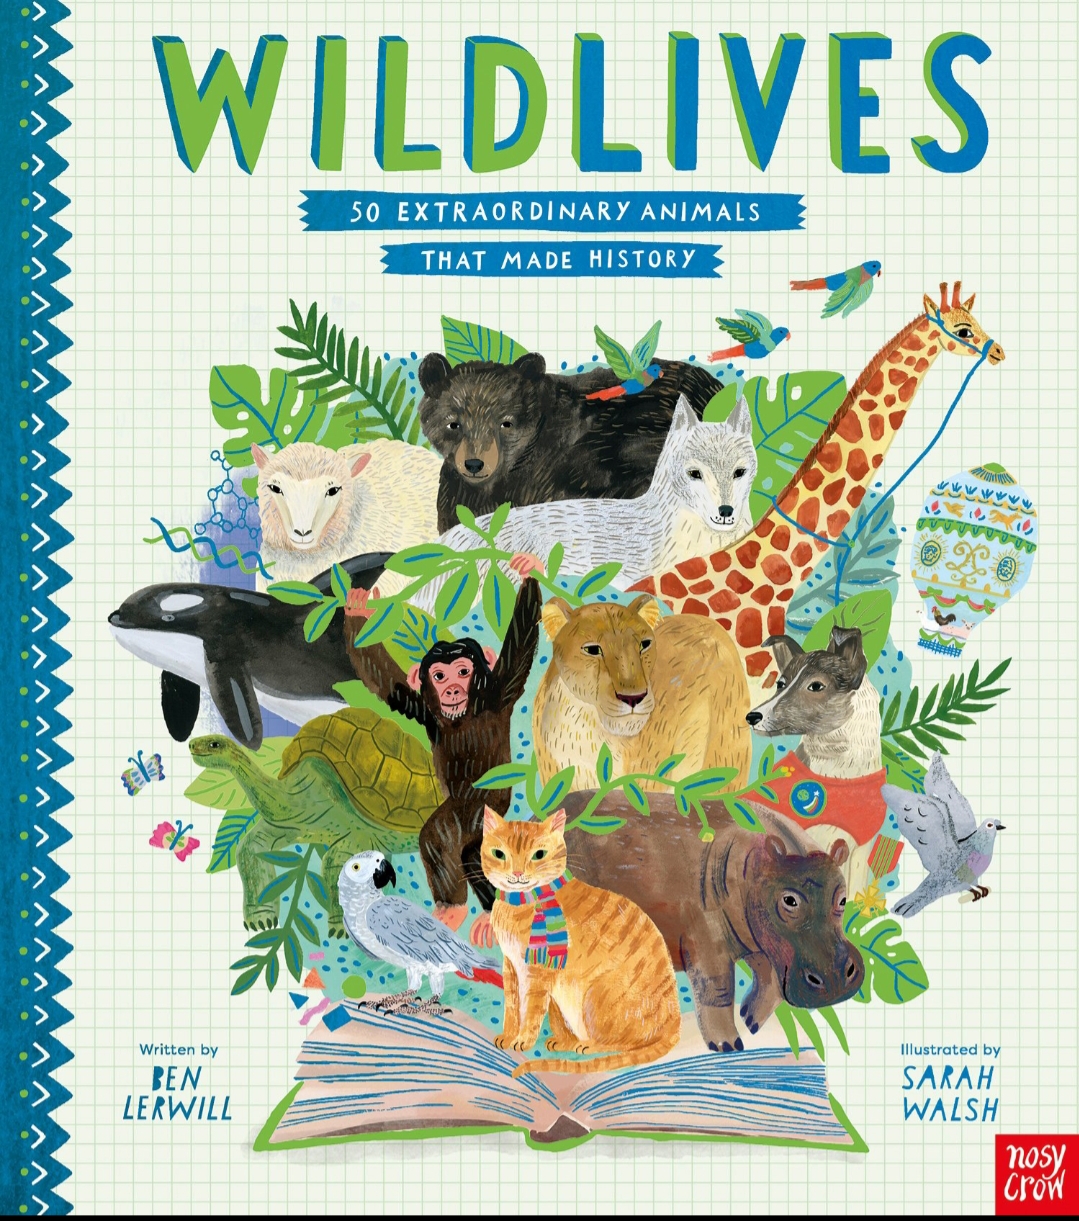 WILDLIVES
50 EXTRAORDINARY ANIMALS
THAT MADE HISTORY
Written by
BEN
LERWILL
Illustrated by
SARAH
WALSH
nosy
crow